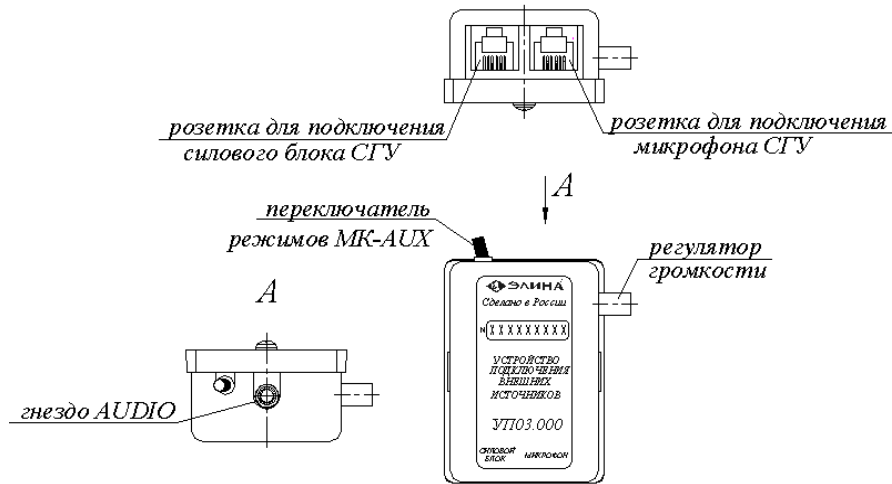 розетка для подключения
силового блока СГУ
розетка для подключения
микрофона СГУ
А
переключатель
режимов МК-AUX
регулятор
громкости
А
гнездо AUDIO
ЭЛИНА
Сделано в России
N XXXXXXXXX
УСТРОЙСТВО
ПОДКЛЮЧЕНИЯ
ВНЕШНИХ
ИСТОЧНИКОВ
УП03.000
СИЛОВОЙ
БЛОК
МИКРОФОН